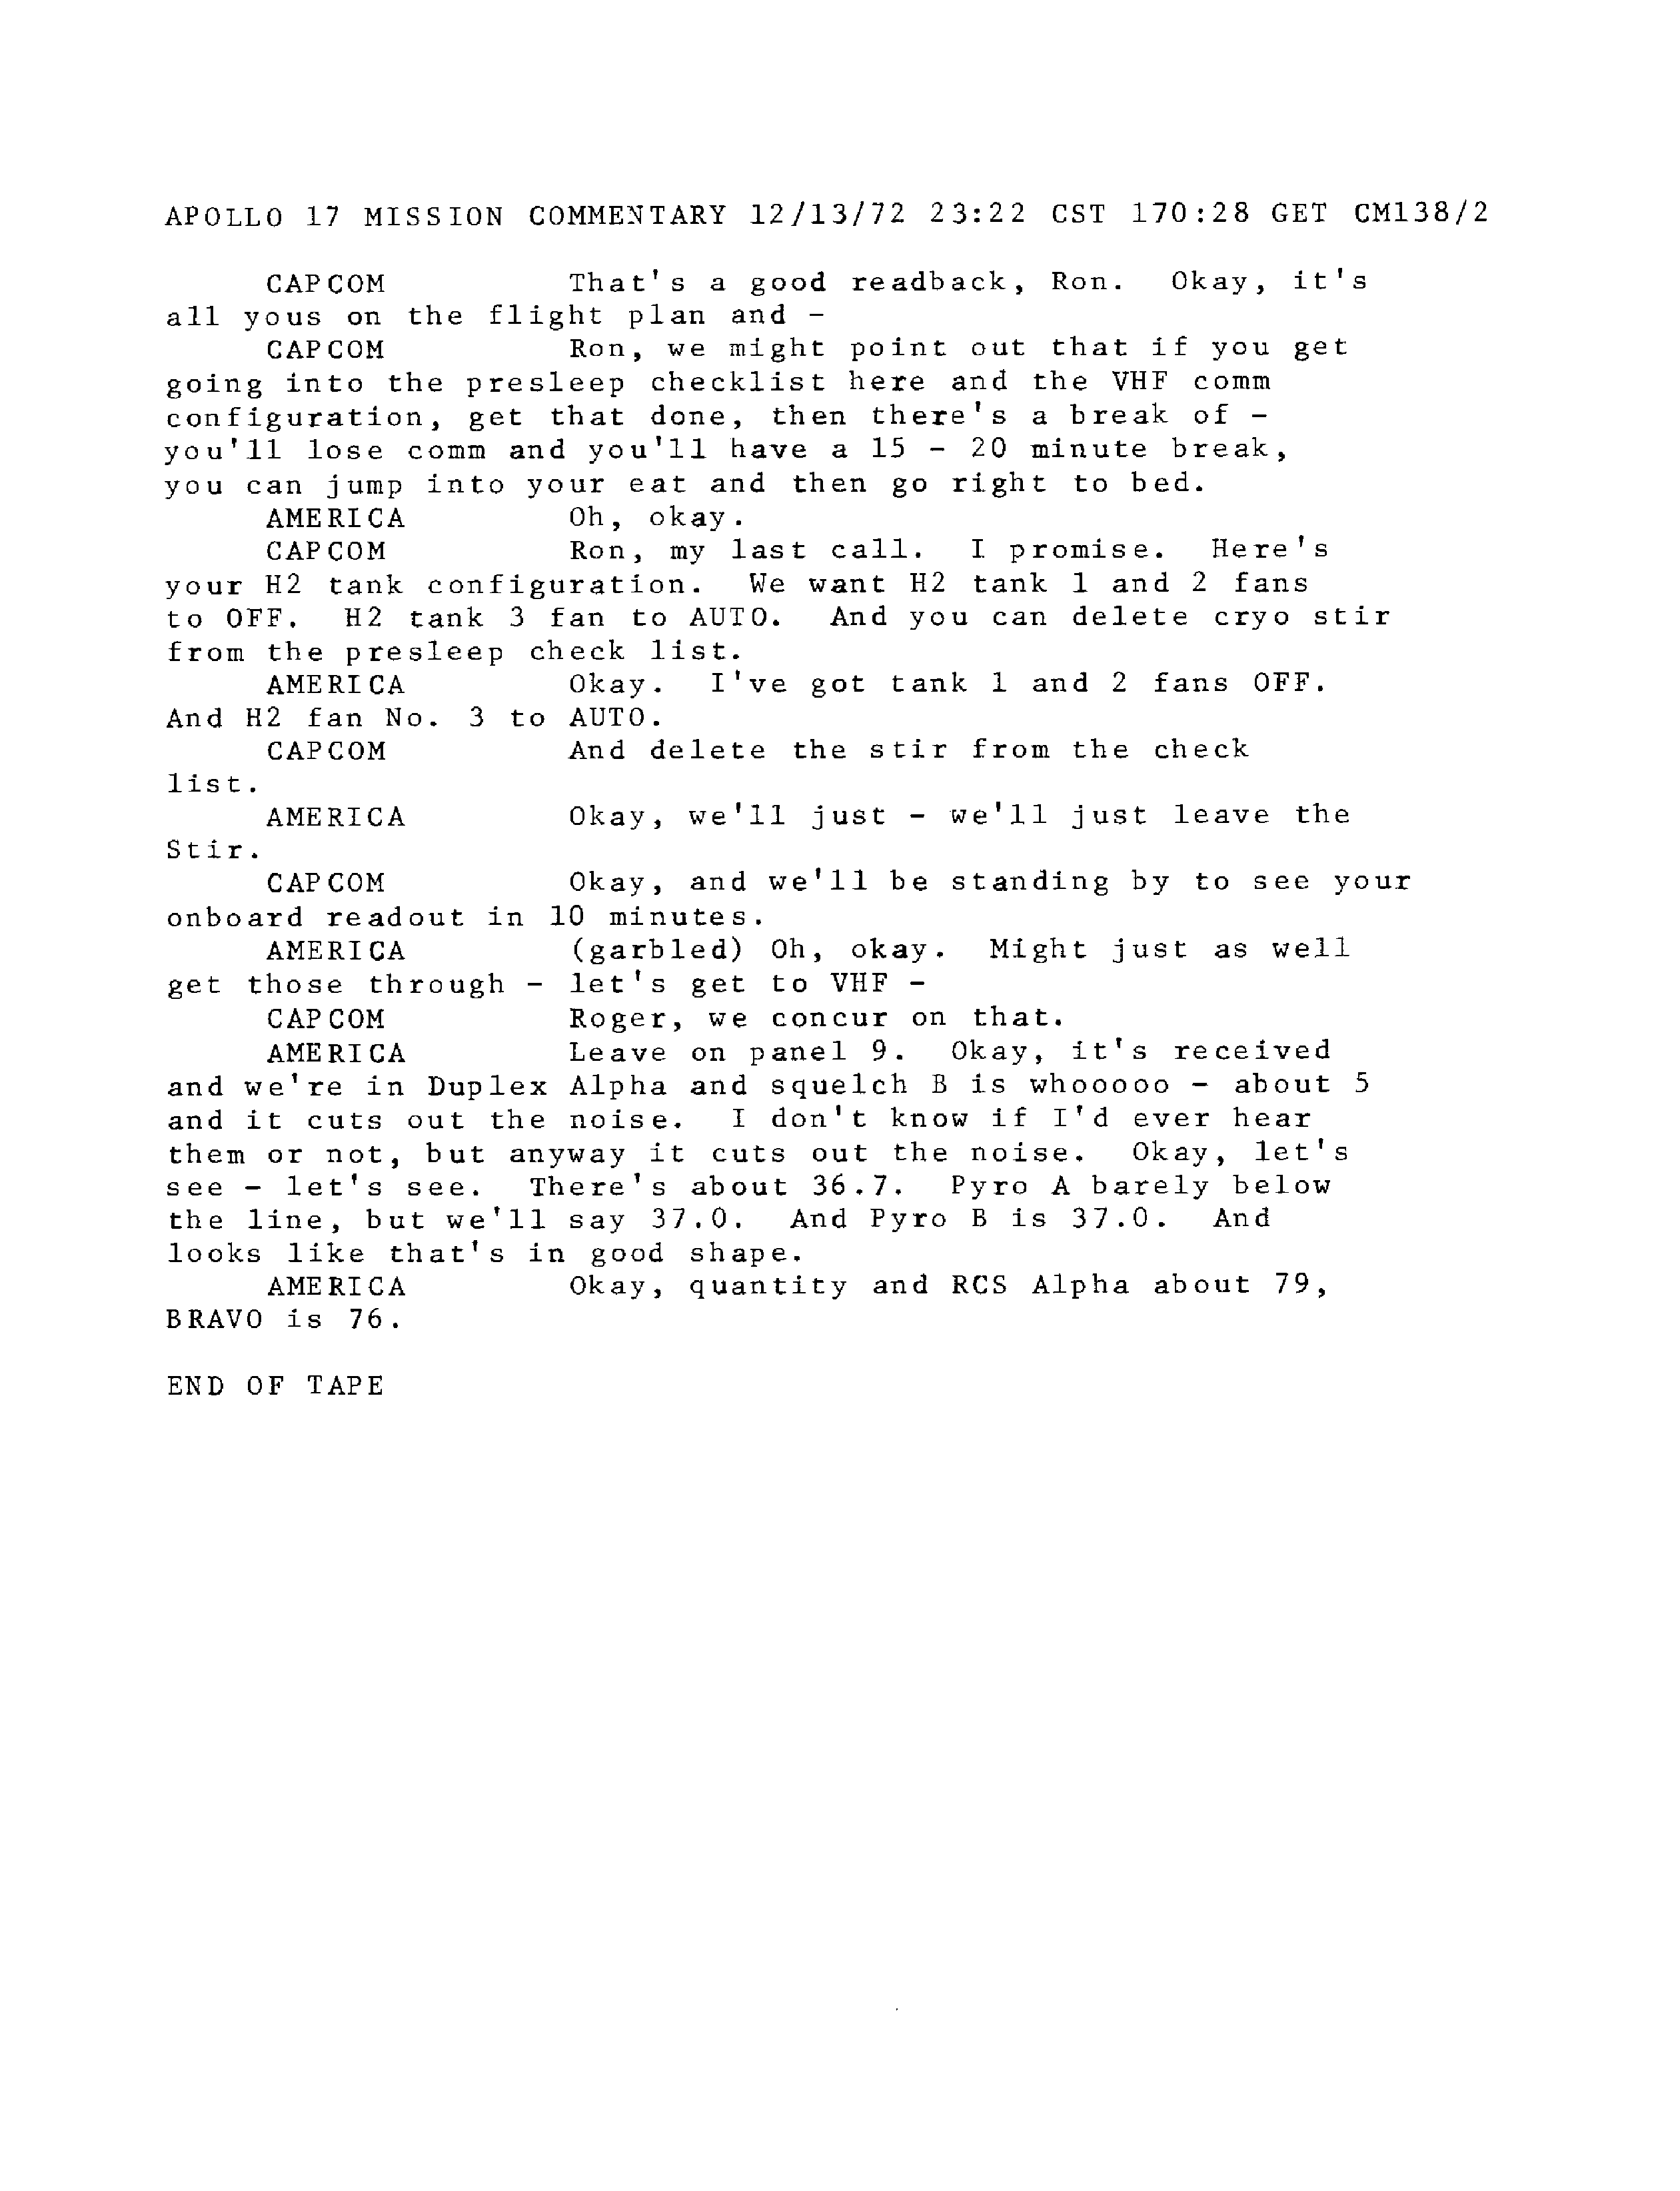 APOLLO 17 MISSION COMMENTARY 12/13/72 23:22 CST 170:28 GET CM138/2
CAPCOM That's a good readback, Ron. Okay, it's
all yous on the flight plan and -
CAPCOM Ron, we might point out that if you get
going into the presleep checklist here and the VHF comm
configuration, get that done, then there's a break of -
you'll lose comm and you'll have a 15 - 20 minute break,
you can jump into your eat and then go right to bed.
AMERICA Oh, okay.
CAPCOM Ron, my last call. I promise. Here's
your H2 tank configuration. We want H2 tank 1 and 2 fans
to OFF. H2 tank 3 fan to AUTO. And you can delete cryo stir
from the presleep check list.
AMERICA Okay. I've got tank 1 and 2 fans OFF.
And H2 fan No. 3 to AUTO.
CAPCOM And delete the stir from the check
list.
AMERICA Okay, we'll just - we'll just leave the
Stir.
CAPCOM Okay, and we'll be standing by to see your
onboard readout in 10 minutes.
AMERICA (garbled) Oh, okay. Might just as well
get those through - let's get to VHF -
CAPCOM Roger, we concur on that.
AMERICA Leave on panel 9. Okay, it's received
and we're in Duplex Alpha and squelch B is whooooo - about 5
and it cuts out the noise. I don't know if I'd ever hear
them or not, but anyway it cuts out the noise. Okay, let's
see - let's see. There's about 36.7. Pyro A barely below
the line, but we'll say 37.0. And Pyro B is 37.0. And
looks like that's in good shape.
AMERICA Okay, quantity and RCS Alpha about 79,
BRAVO is 76.
END OF TAPE